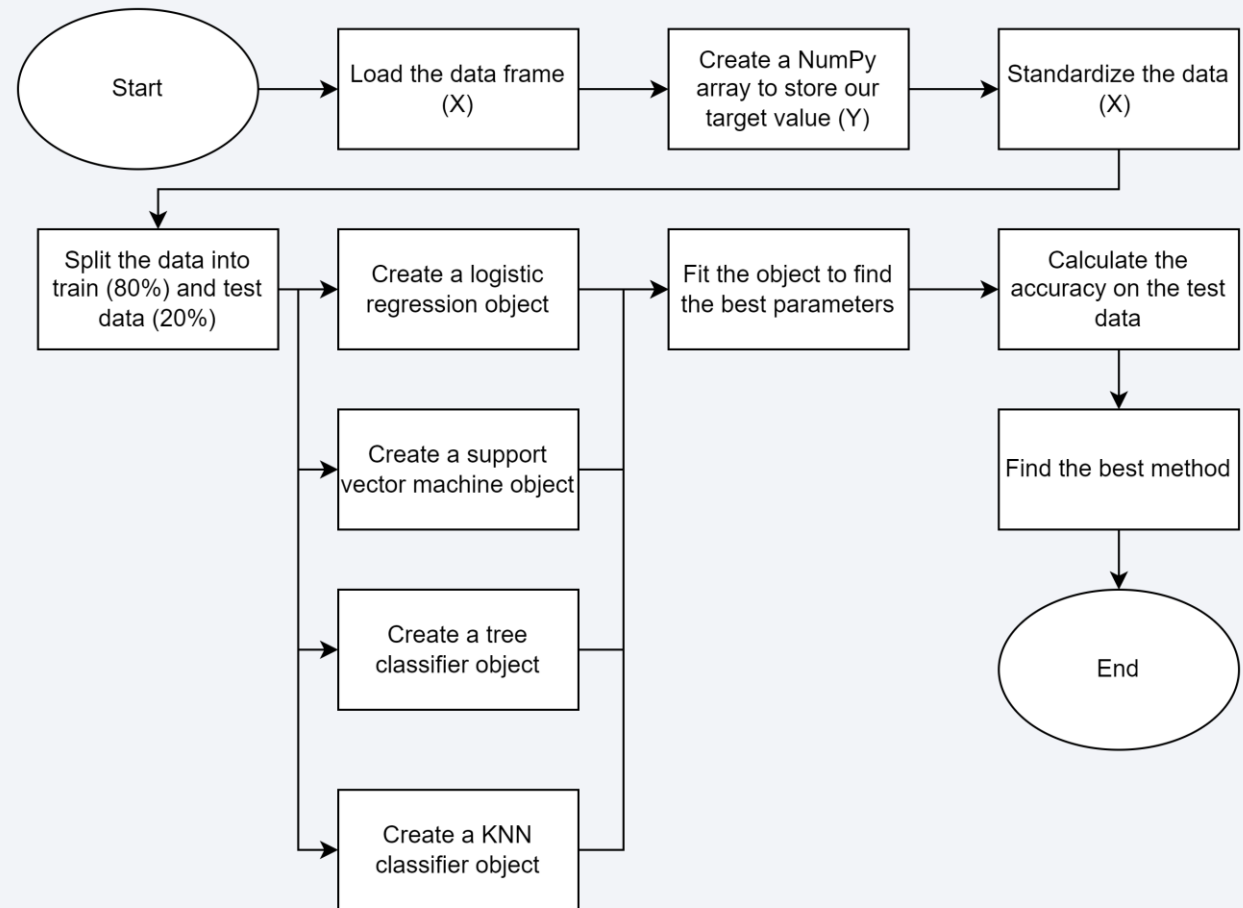 Start
Load the data frame
(X)
Create a NumPy
array to store our
target value (Y)
Standardize the data
(X)
Split the data into
train (80%) and test
data (20%)
Create a logistic
regression object
Fit the object to find
the best parameters
Calculate the
accuracy on the test
data
Create a support
vector machine object
Find the best method
Create a tree
classifier object
End
Create a KNN
classifier object